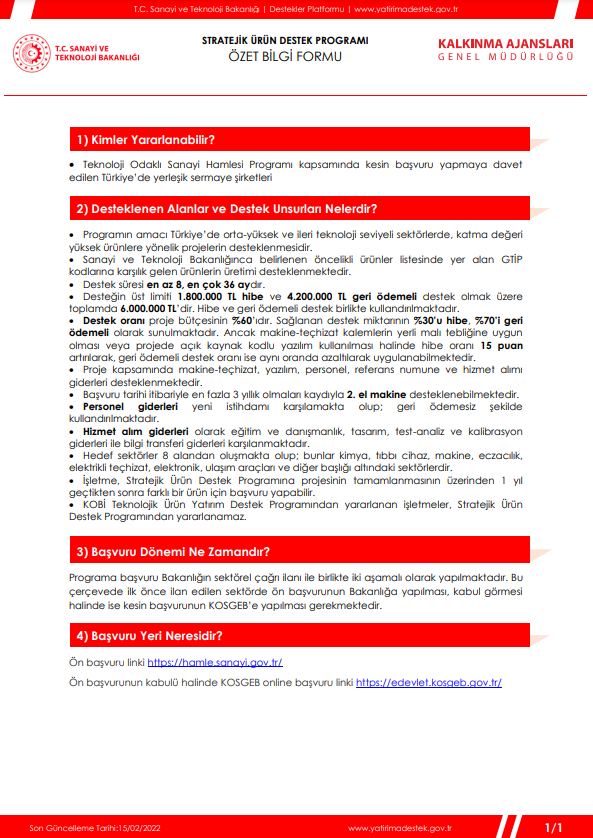 T.C. Sanayi ve Teknoloji Bakanlığı | Destekler Platformu | www.yatirimadestek.gov.tr
T.C. SANAYİ VE
TEKNOLOJİ BAKANLIĞI
STRATEJİK ÜRÜN DESTEK PROGRAMI
ÖZET BİLGİ FORMU
KALKINMA AJANSLARI
GENEL MÜDÜRLÜĞÜ
1) Kimler Yararlanabilir?
• Teknoloji Odaklı Sanayi Hamlesi Programı kapsamında kesin başvuru yapmaya davet
edilen Türkiye'de yerleşik sermaye şirketleri
2) Desteklenen Alanlar ve Destek Unsurları Nelerdir?
• Programın amacı Türkiye'de orta-yüksek ve ileri teknoloji seviyeli sektörlerde, katma değeri
yüksek ürünlere yönelik projelerin desteklenmesidir.
• Sanayi ve Teknoloji Bakanlığınca belirlenen öncelikli ürünler listesinde yer alan GTİP
kodlarına karşılık gelen ürünlerin üretimi desteklenmektedir.
• Destek süresi en az 8, en çok 36 aydır.
• Desteğin üst limiti 1.800.000 TL hibe ve 4.200.000 TL geri ödemeli destek olmak üzere
toplamda 6.000.000 TL'dir. Hibe ve geri ödemeli destek birlikte kullandırılmaktadır.
• Destek oranı proje bütçesinin %60'dır. Sağlanan destek miktarının %30'u hibe, %70'i geri
ödemeli olarak sunulmaktadır. Ancak makine-teçhizat kalemlerin yerli malı tebliğine uygun
olması veya projede açık kaynak kodlu yazılım kullanılması halinde hibe oranı 15 puan
artırılarak, geri ödemeli destek oranı ise aynı oranda azaltılarak uygulanabilmektedir.
• Proje kapsamında makine-teçhizat, yazılım, personel, referans numune ve hizmet alımı
giderleri desteklenmektedir.
• Başvuru tarihi itibariyle en fazla 3 yıllık olmaları kaydıyla 2. el makine desteklenebilmektedir.
• Personel giderleri yeni istihdamı karşılamakta olup; geri ödemesiz şekilde
kullandırılmaktadır.
• Hizmet alım giderleri olarak eğitim ve danışmanlık, tasarım, test-analiz ve kalibrasyon
giderleri ile bilgi transferi giderleri karşılanmaktadır.
• Hedef sektörler 8 alandan oluşmakta olup; bunlar kimya, tıbbı cihaz, makine, eczacılık,
elektrikli teçhizat, elektronik, ulaşım araçları ve diğer başlığı altındaki sektörlerdir.
• İşletme, Stratejik Ürün Destek Programına projesinin tamamlanmasının üzerinden 1 yıl
geçtikten sonra farklı bir ürün için başvuru yapabilir.
• KOBİ Teknolojik Ürün Yatırım Destek Programından yararlanan işletmeler, Stratejik Ürün
Destek Programından yararlanamaz.
3) Başvuru Dönemi Ne Zamandır?
Programa başvuru Bakanlığın sektörel çağrı ilanı ile birlikte iki aşamalı olarak yapılmaktadır. Bu
çerçevede ilk önce ilan edilen sektörde ön başvurunun Bakanlığa yapılması, kabul görmesi
halinde ise kesin başvurunun KOSGEB'e yapılması gerekmektedir.
4) Başvuru Yeri Neresidir?
Ön başvuru linki https://hamle.sanayi.gov.tr/
Ön başvurunun kabulü halinde KOSGEB online başvuru linki https://edevlet.kosgeb.gov.tr/
Son Güncelleme Tarihi:15/02/2022
www.yatirimadestek.gov.tr
1/1